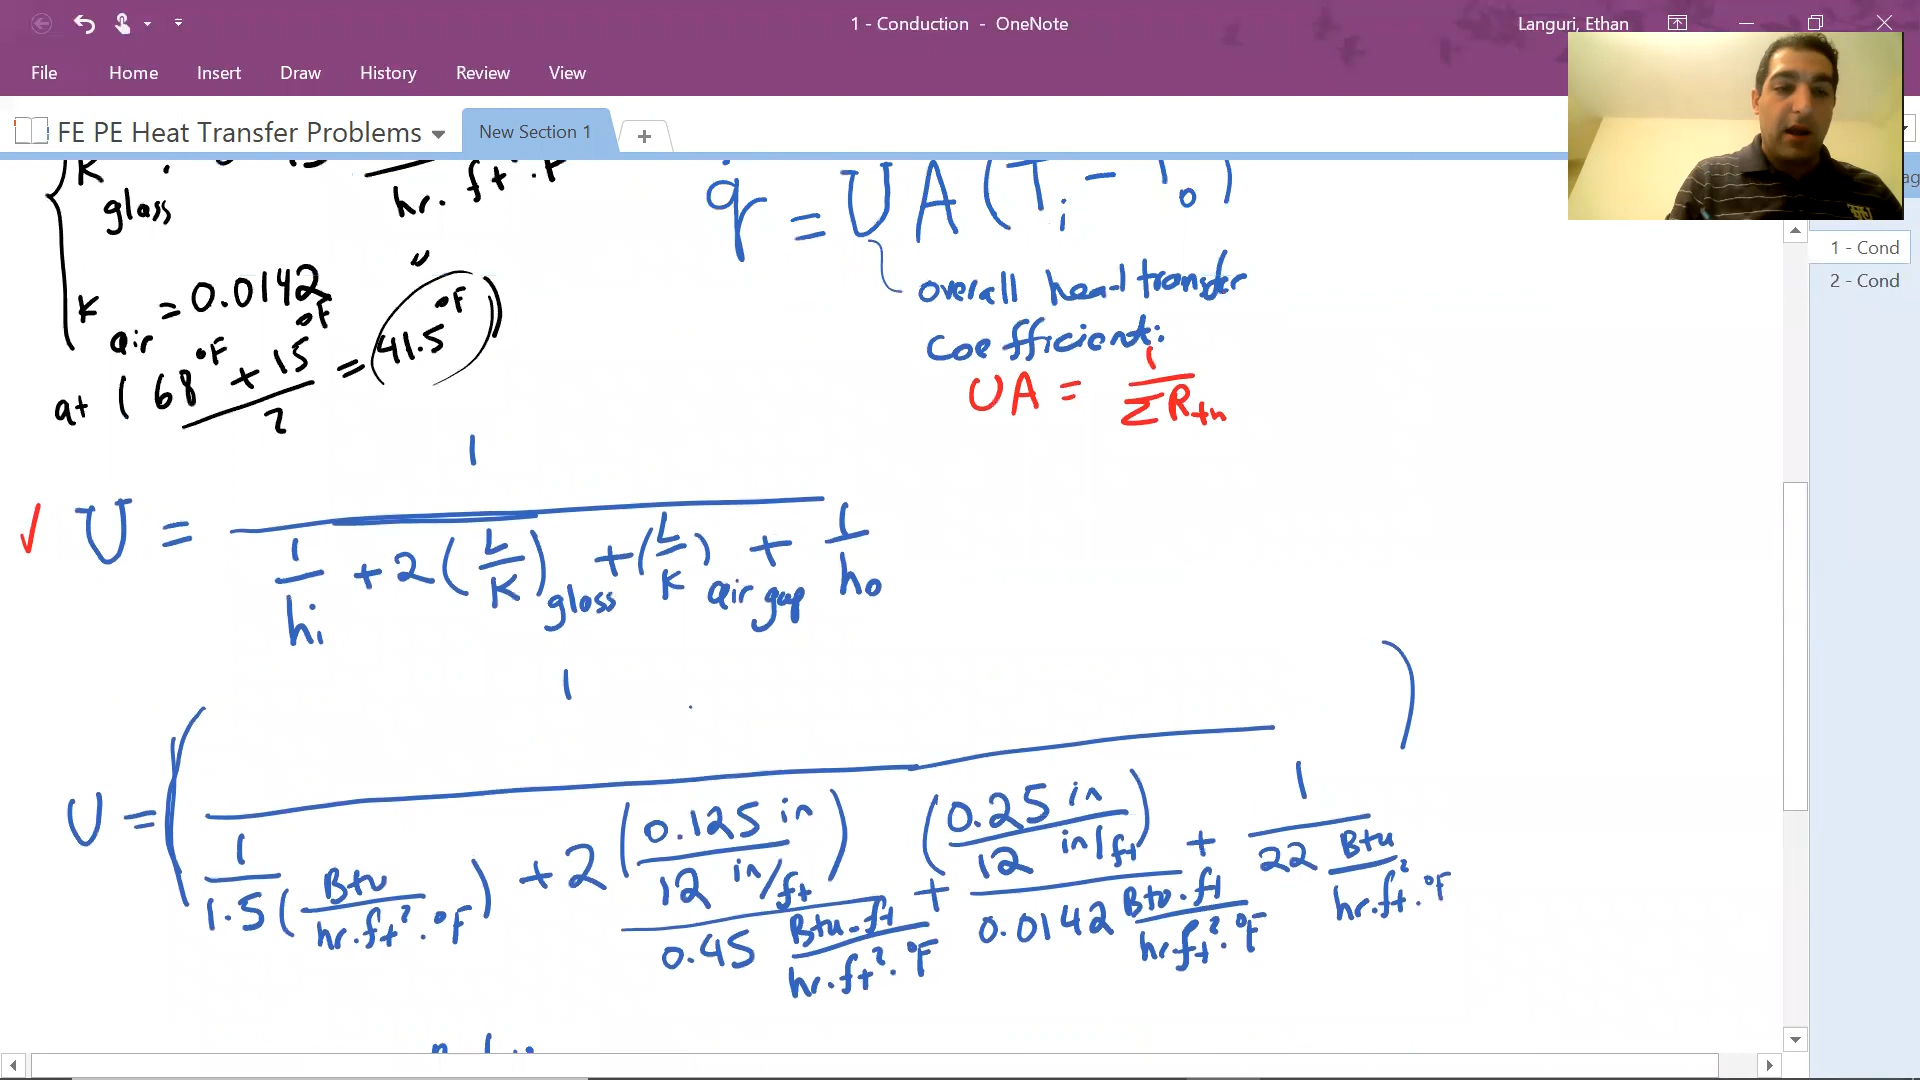 1 - Conduction - OneNote
Languri, Ethan
File Home Insert Draw History Review View
FE PE Heat Transfer Problems
New Section 1
+
1 - Cond
2 - Cond
K glass
hr. ft². °F
K air = 0.0142 "
at (68°F + 15°F)/2 = 41.5 °F)
q = UA(Ti - To)
overall heat transfer
coefficient:
UA = 1/ΣRth
✓ U = 1/(1/hi + 2(L/K)glass + (L/K)air gap + 1/ho)
U = (1/(1/1.5(Btu/hr.ft².°F) + 2(0.125 in/12 in/ft)/0.45 Btu-ft/hr.ft².°F + (0.25 in/12 in/ft)/0.0142 Btu.ft/hr.ft².°F + 1/22 Btu/hr.ft².°F)